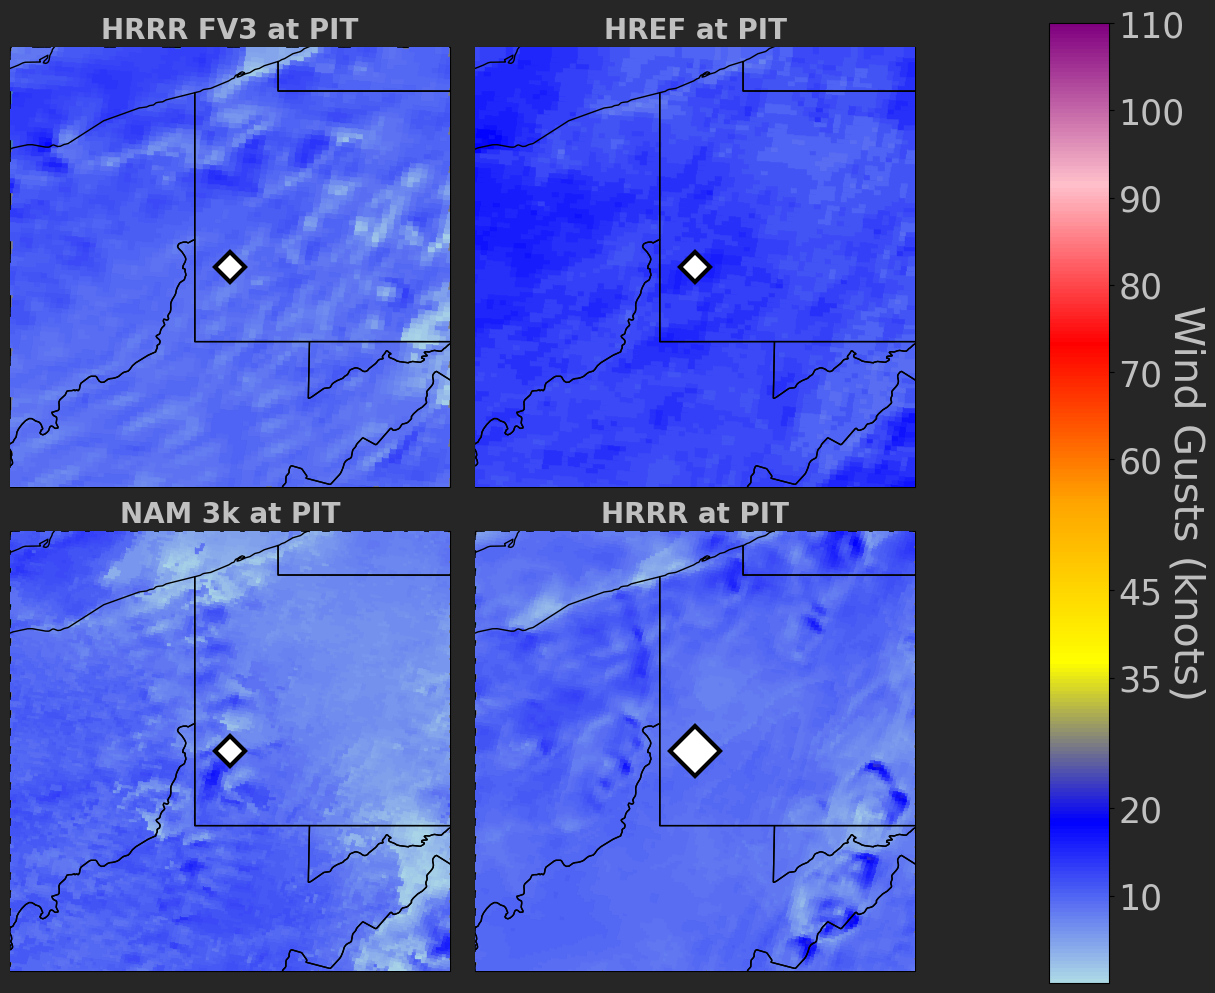 HRRR FV3 at PIT
HREF at PIT
NAM 3k at PIT
HRRR at PIT
110
100
90
80
70
60
45
35
20
10
Wind Gusts (knots)